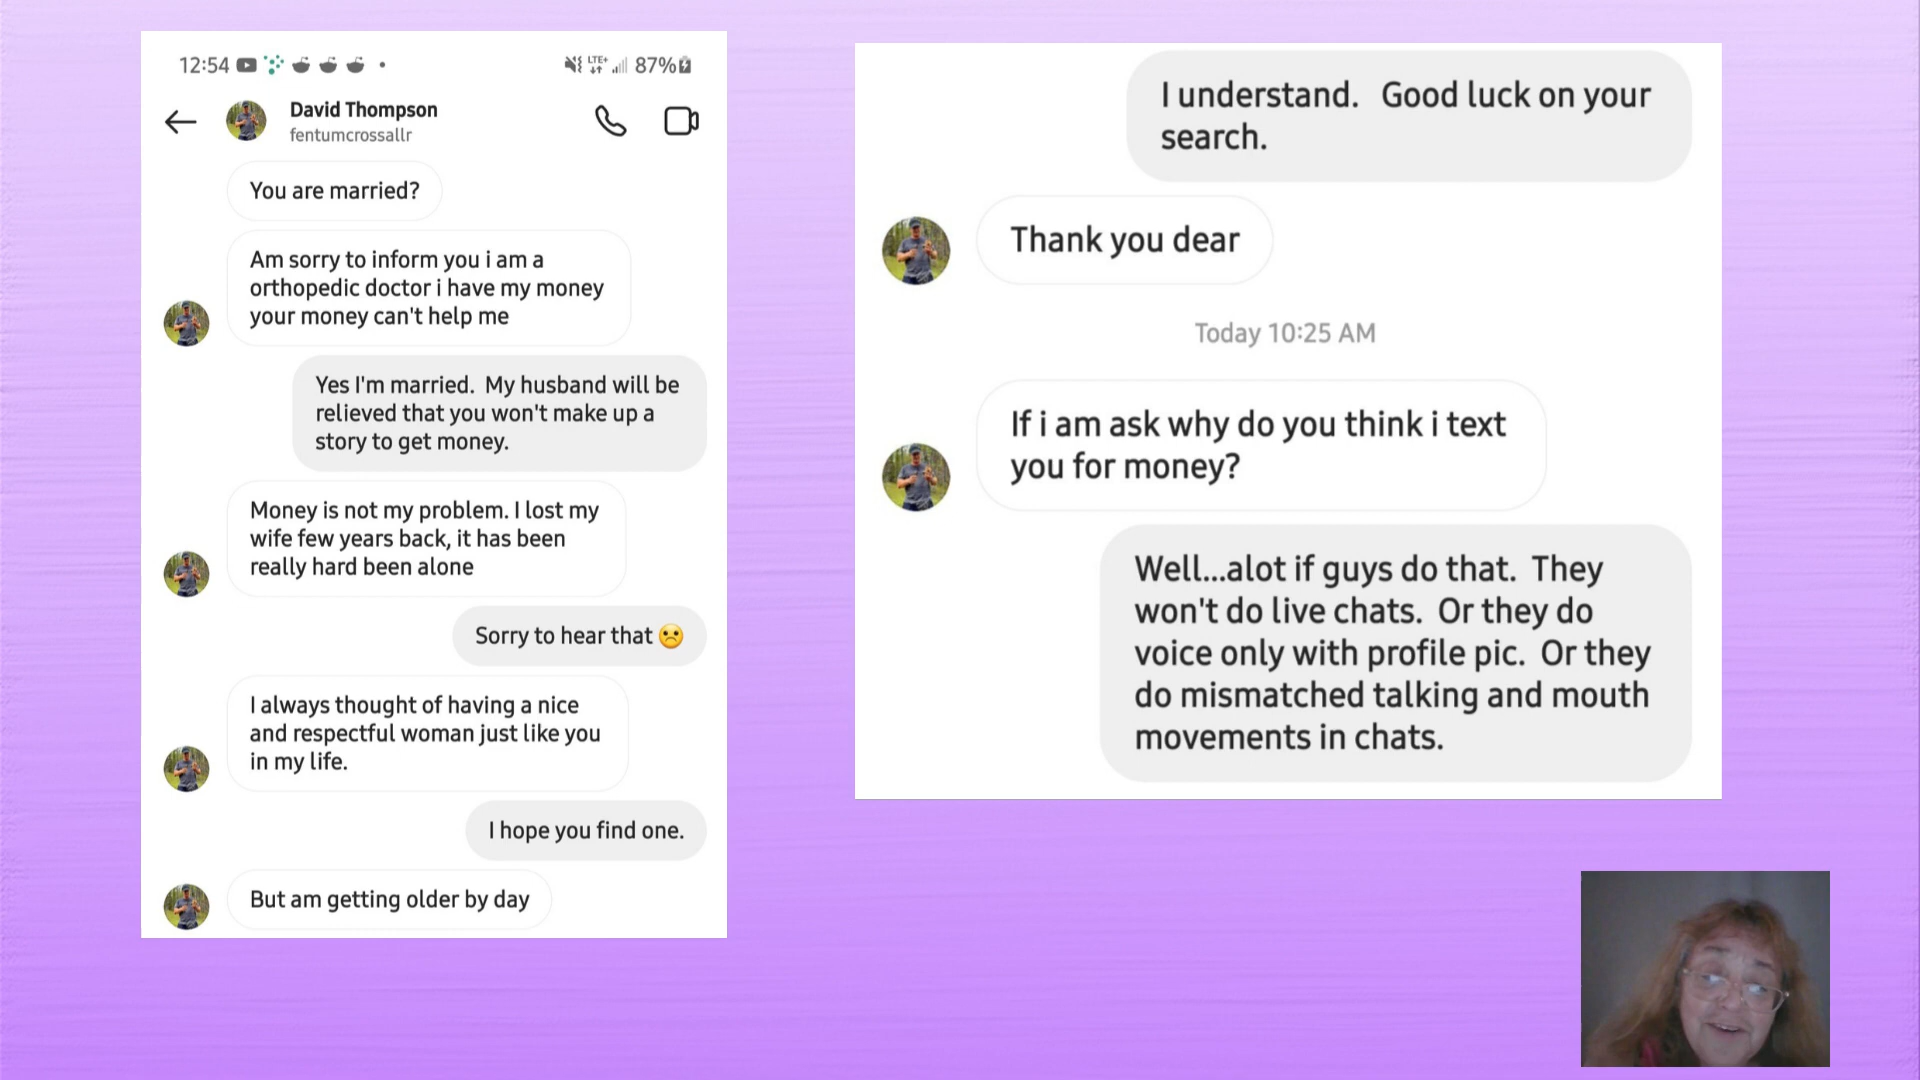 12:54
LTE+
87%
David Thompson
fentumcrossallr
You are married?
Am sorry to inform you i am a
orthopedic doctor i have my money
your money can't help me
Yes I'm married. My husband will be
relieved that you won't make up a
story to get money.
Money is not my problem. I lost my
wife few years back, it has been
really hard been alone
Sorry to hear that ☹️
I always thought of having a nice
and respectful woman just like you
in my life.
I hope you find one.
But am getting older by day
I understand. Good luck on your
search.
Thank you dear
Today 10:25 AM
If i am ask why do you think i text
you for money?
Well...alot if guys do that. They
won't do live chats. Or they do
voice only with profile pic. Or they
do mismatched talking and mouth
movements in chats.